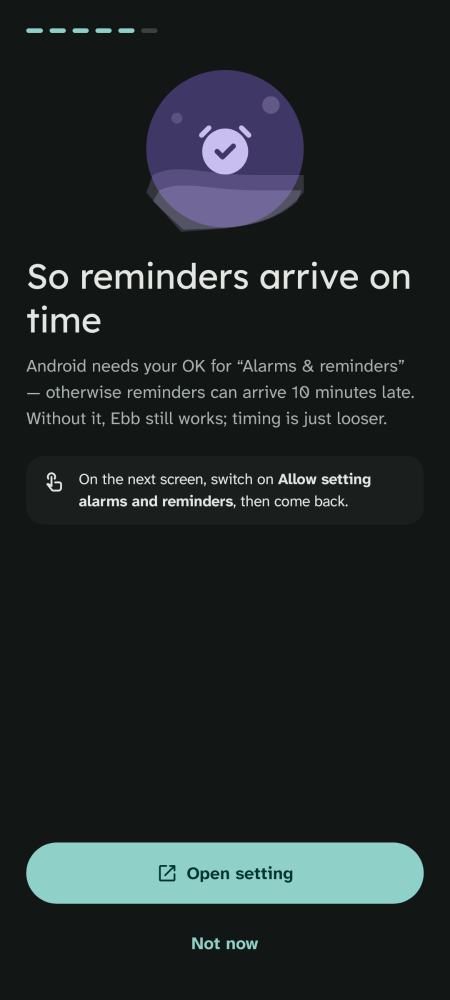 So reminders arrive on
time
Android needs your OK for “Alarms & reminders”
— otherwise reminders can arrive 10 minutes late.
Without it, Ebb still works; timing is just looser.
On the next screen, switch on Allow setting
alarms and reminders, then come back.
Open setting
Not now